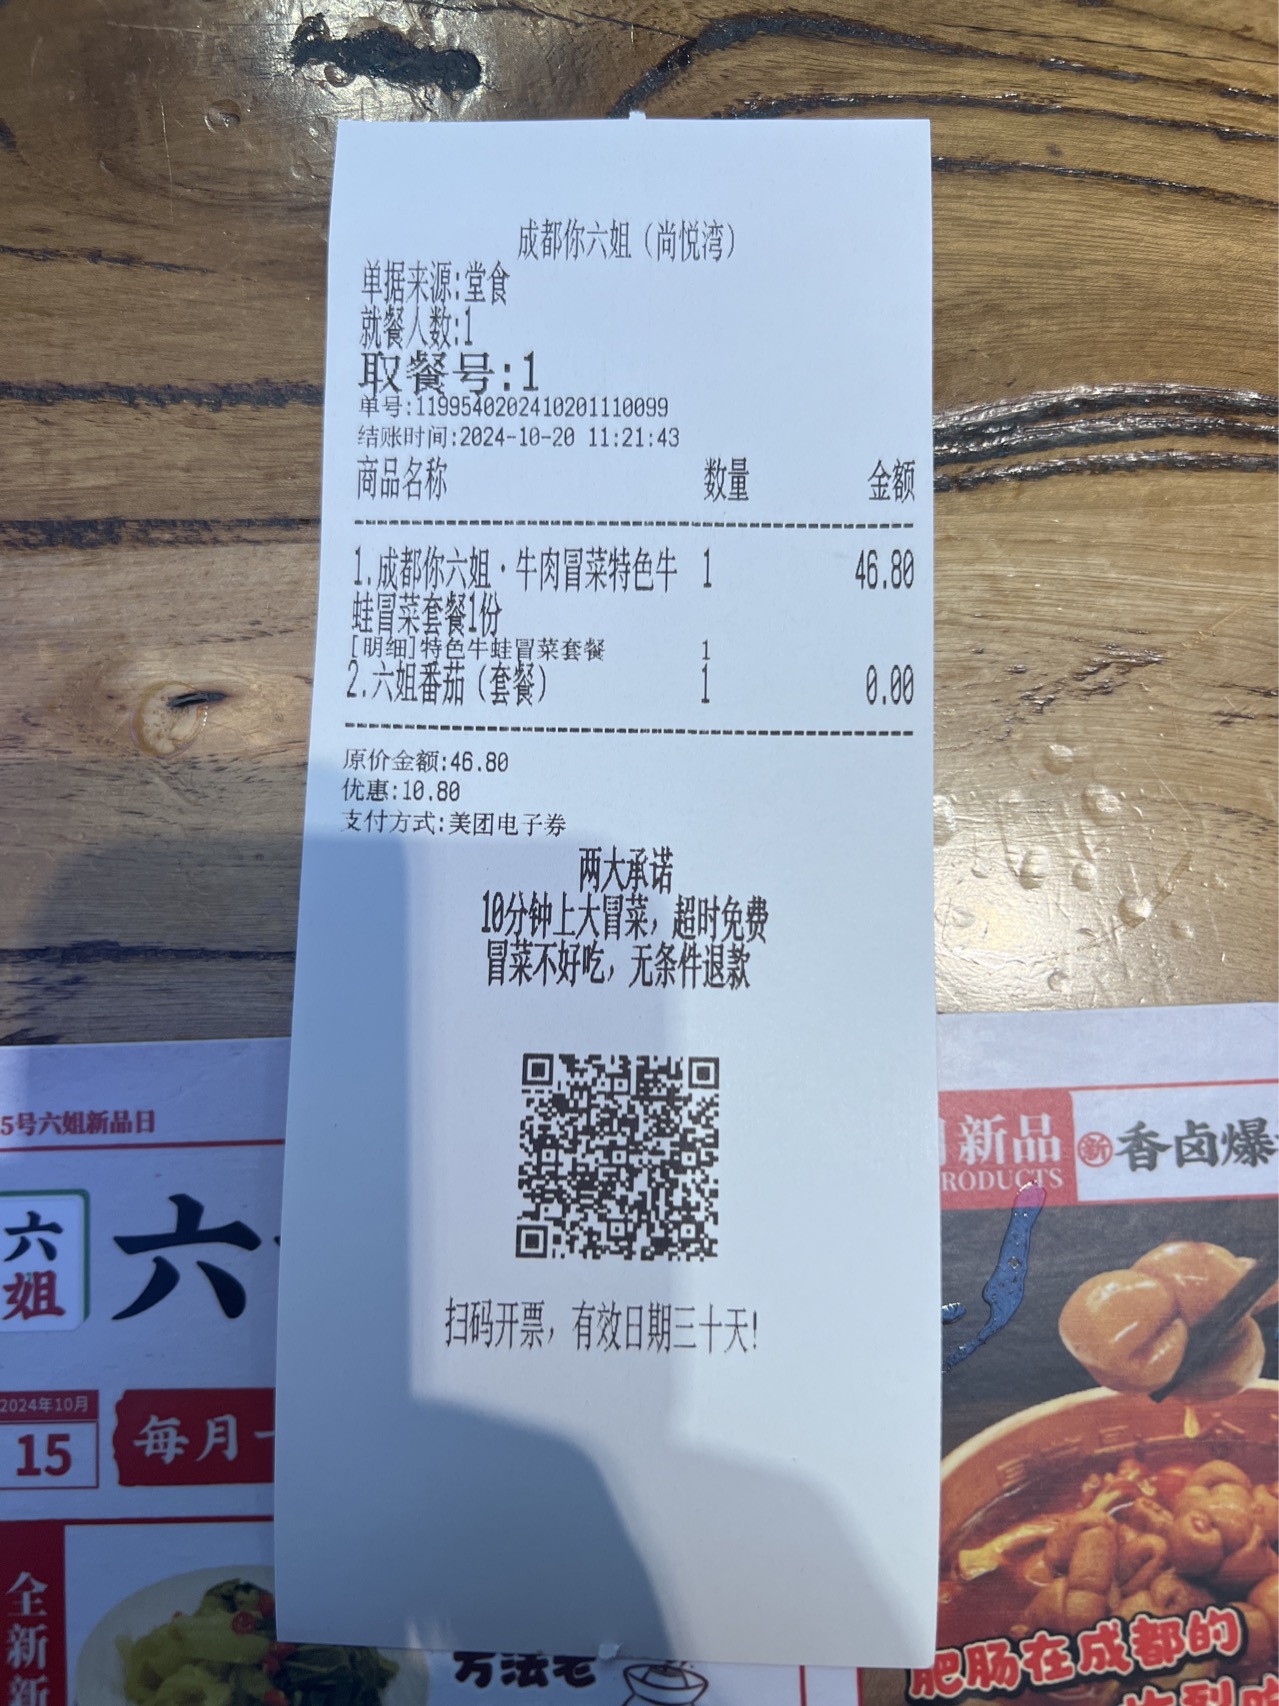 成都你六姐（尚悦湾）
单据来源:堂食
就餐人数:1
取餐号:1
单号:1199540202410201110099
结账时间:2024-10-20 11:21:43
商品名称 数量 金额
1.成都你六姐·牛肉冒菜特色牛 1 46.80
蛙冒菜套餐1份
[明细]特色牛蛙冒菜套餐 1
2.六姐番茄（套餐） 1 0.00
原价金额:46.80
优惠:10.80
支付方式:美团电子券
两大承诺
10分钟上大冒菜，超时免费
冒菜不好吃，无条件退款
扫码开票，有效日期三十天!
5号六姐新品日
六姐
六
2024年10月
15
每月一
全新
万法老
新品
RODUCTS
新 香卤爆
肥肠在成都的